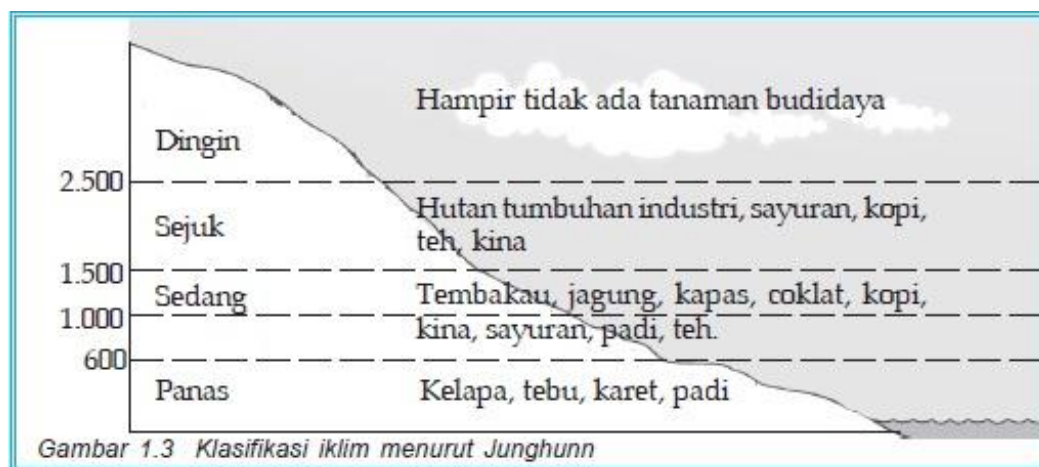 Hampir tidak ada tanaman budidaya
Dingin
2.500
Hutan tumbuhan industri, sayuran, kopi,
Sejuk
teh, kina
1.500
Sedang
Tembakau, jagung, kapas, coklat, kopi,
1.000
kina, sayuran, padi, teh.
600
Panas
Kelapa, tebu, karet, padi
Gambar 1.3 Klasifikasi iklim menurut Junghunn